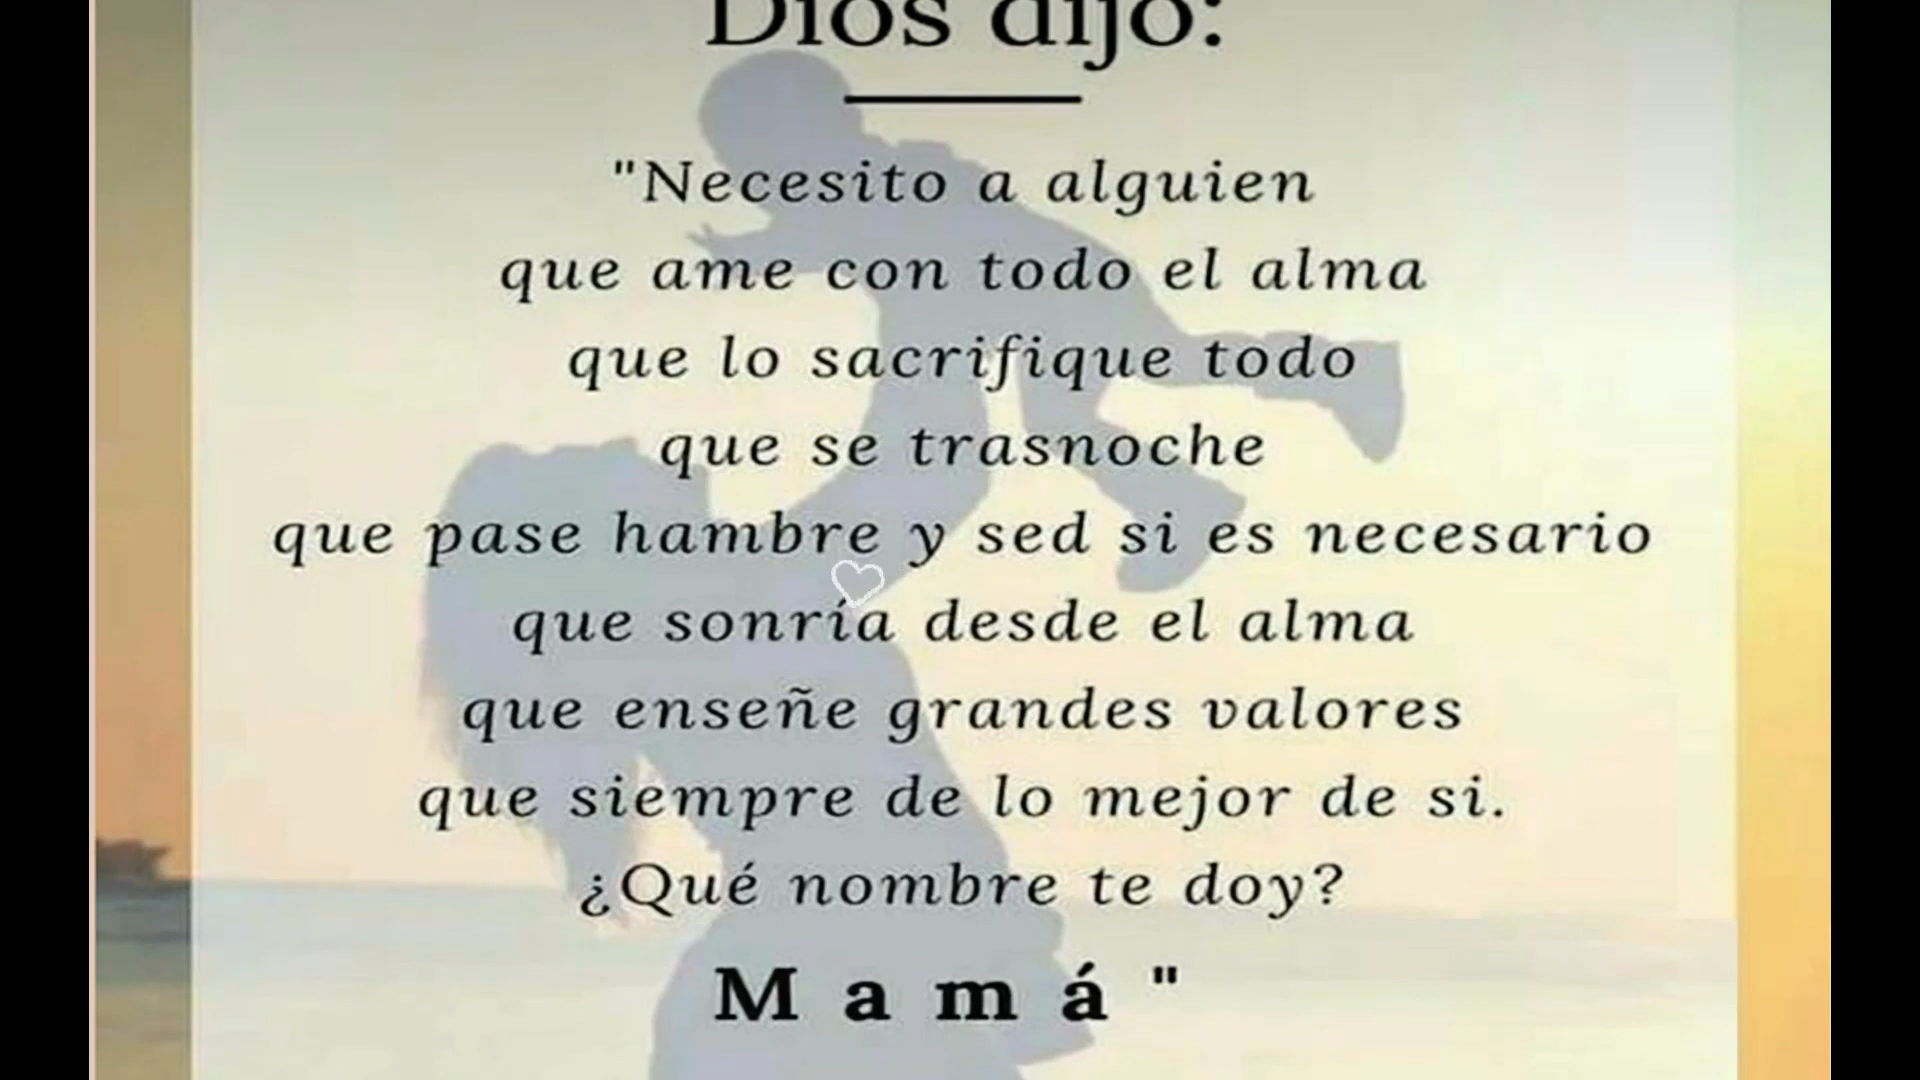 Dios dijo:
"Necesito a alguien
que ame con todo el alma
que lo sacrifique todo
que se trasnoche
que pase hambre y sed si es necesario
que sonría desde el alma
que enseñe grandes valores
que siempre de lo mejor de si.
¿Qué nombre te doy?
Mamá"